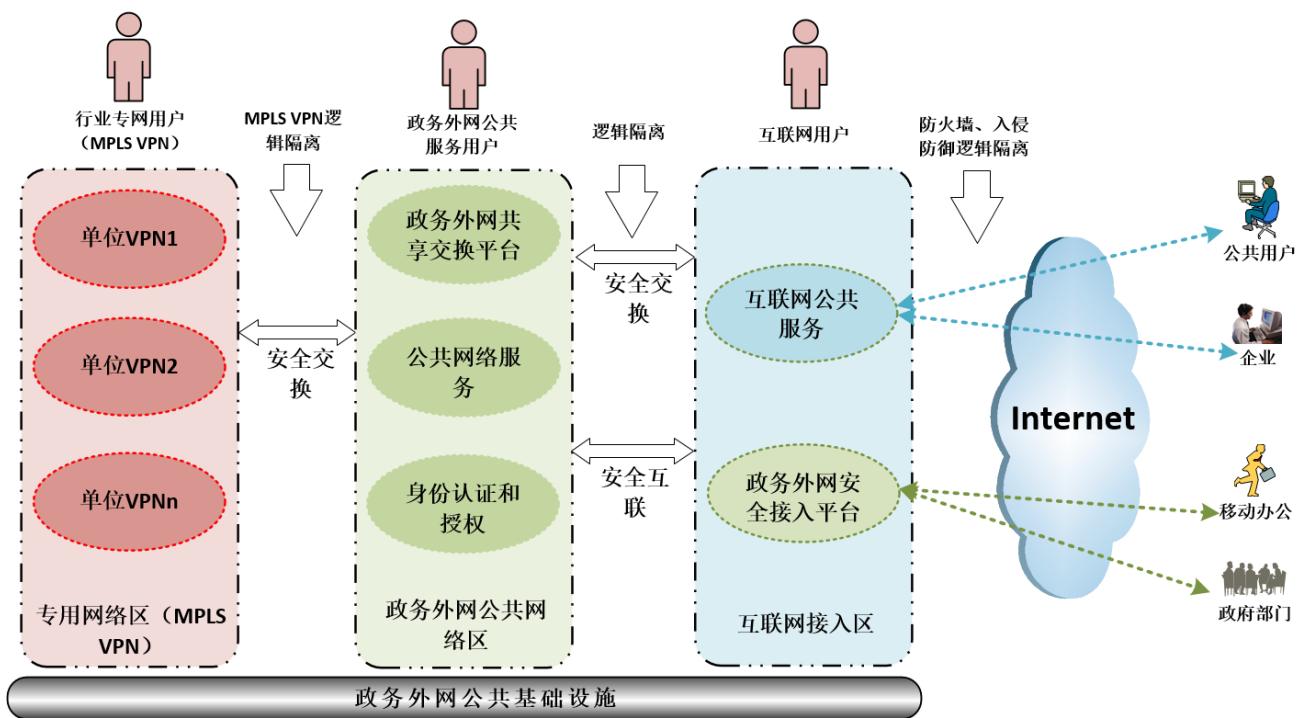 行业专网用户
（MPLS VPN）
MPLS VPN逻
辑隔离
政务外网公共
服务用户
逻辑隔离
互联网用户
防火墙、入侵
防御逻辑隔离
单位VPN1
单位VPN2
单位VPNn
专用网络区（MPLS
VPN）
安全交
换
政务外网共
享交换平台
公共网络服
务
身份认证和
授权
政务外网公共网
络区
安全交
换
安全互
联
互联网公共
服务
政务外网安
全接入平台
互联网接入区
Internet
公共用户
企业
移动办公
政府部门
政务外网公共基础设施